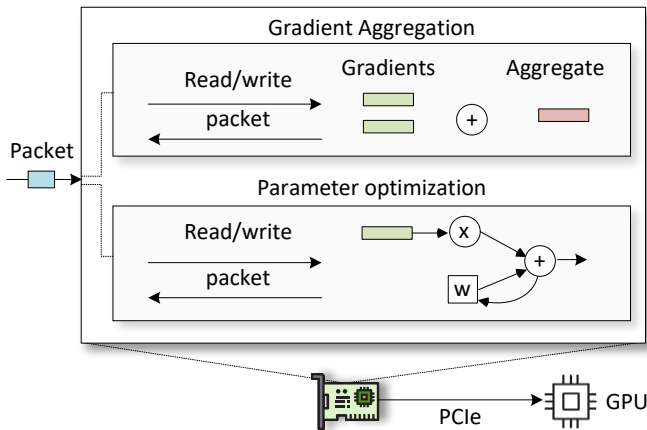 Gradient Aggregation
Read/write
packet
Gradients
+
Aggregate
Packet
Parameter optimization
Read/write
packet
x
+
w
PCIe
GPU